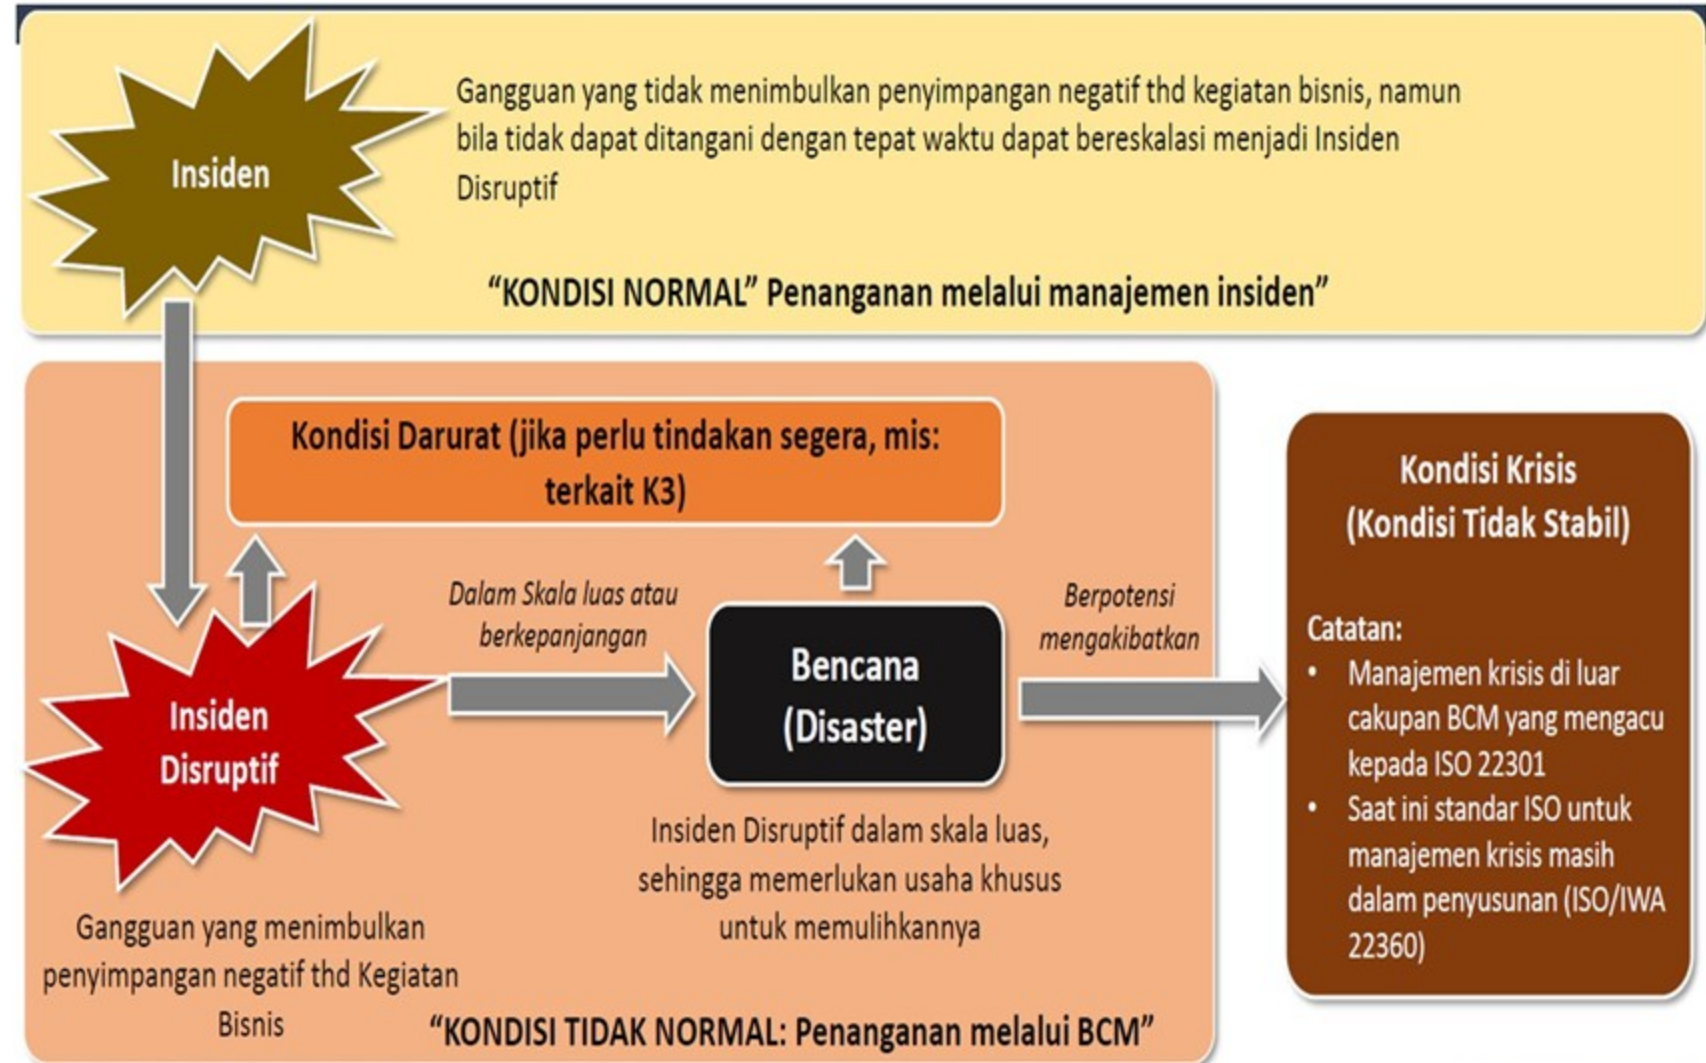 Insiden
Gangguan yang tidak menimbulkan penyimpangan negatif thd kegiatan bisnis, namun
bila tidak dapat ditangani dengan tepat waktu dapat bereskalasi menjadi Insiden
Disruptif
“KONDISI NORMAL” Penanganan melalui manajemen insiden”
Kondisi Darurat (jika perlu tindakan segera, mis:
terkait K3)
Insiden
Disruptif
Gangguan yang menimbulkan
penyimpangan negatif thd Kegiatan
Bisnis
Dalam Skala luas atau
berkepanjangan
Bencana
(Disaster)
Insiden Disruptif dalam skala luas,
sehingga memerlukan usaha khusus
untuk memulihkannya
Berpotensi
mengakibatkan
“KONDISI TIDAK NORMAL: Penanganan melalui BCM”
Kondisi Krisis
(Kondisi Tidak Stabil)
Catatan:
• Manajemen krisis di luar
cakupan BCM yang mengacu
kepada ISO 22301
• Saat ini standar ISO untuk
manajemen krisis masih
dalam penyusunan (ISO/IWA
22360)